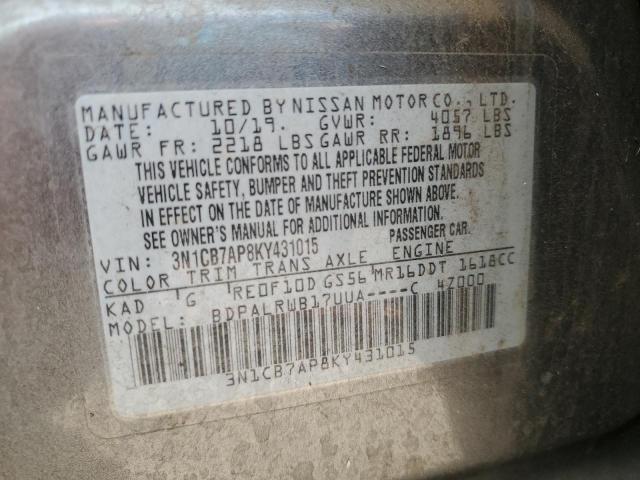 MANUFACTURED BY NISSAN MOTOR CO., LTD.
DATE: 10/19. GVWR: 4057 LBS
GAWR FR: 2218 LBS GAWR RR: 1896 LBS
THIS VEHICLE CONFORMS TO ALL APPLICABLE FEDERAL MOTOR
VEHICLE SAFETY, BUMPER AND THEFT PREVENTION STANDARDS
IN EFFECT ON THE DATE OF MANUFACTURE SHOWN ABOVE.
SEE OWNER'S MANUAL FOR ADDITIONAL INFORMATION.
VIN: 3N1CB7AP8KY431015 PASSENGER CAR.
COLOR TRIM TRANS AXLE ENGINE
KAD G RE0F10D GS56 MR16DDT 1618CC
MODEL: BDPALRWB17UUA----C 47000
3N1CB7AP8KY431015